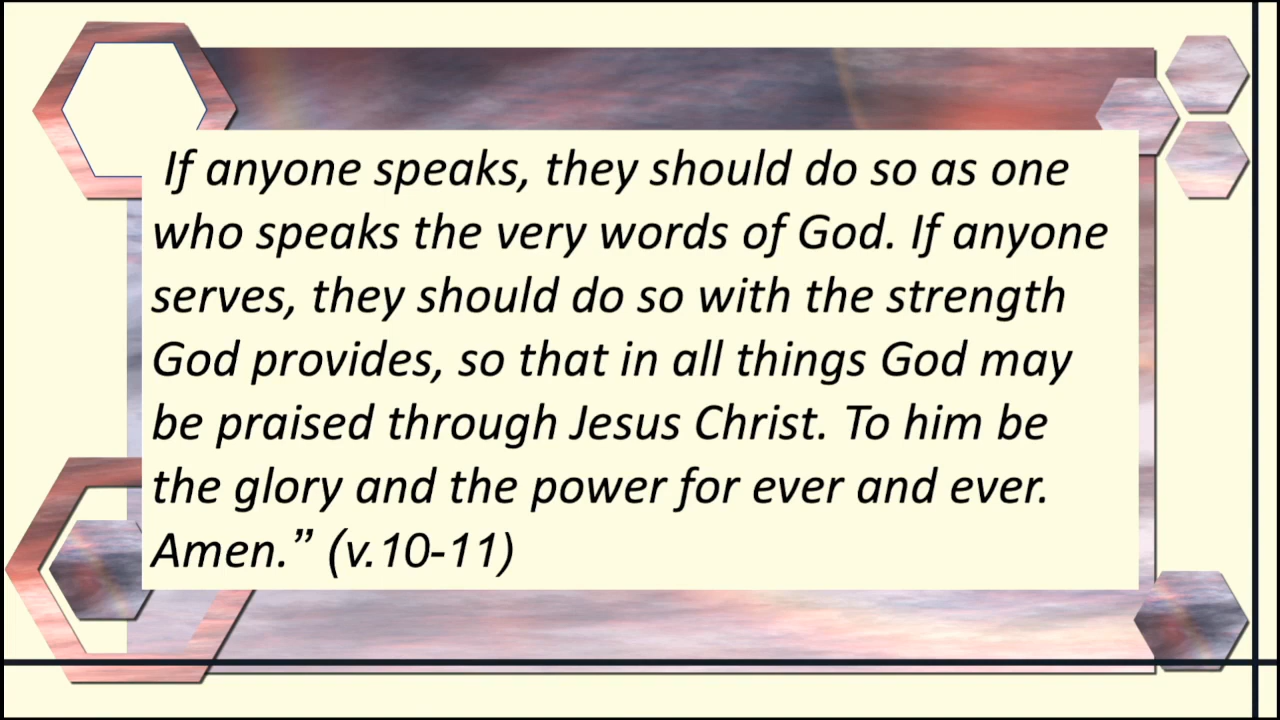 If anyone speaks, they should do so as one
who speaks the very words of God. If anyone
serves, they should do so with the strength
God provides, so that in all things God may
be praised through Jesus Christ. To him be
the glory and the power for ever and ever.
Amen.” (v.10-11)